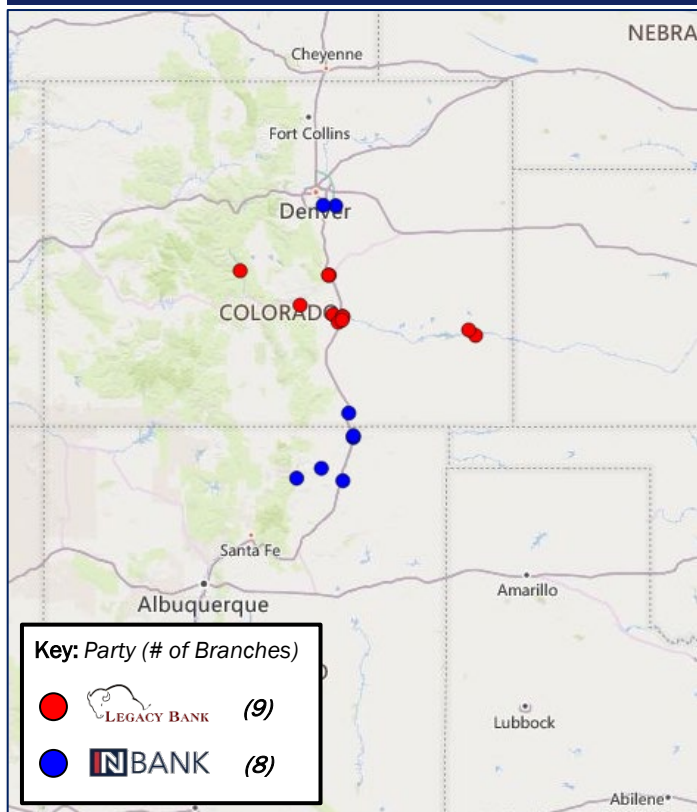 NEBRA
Cheyenne
Fort Collins
Denver
COLORADO
Santa Fe
Albuquerque
Amarillo
Lubbock
Abilene
Key: Party (# of Branches)
LEGACY BANK (9)
INBANK (8)